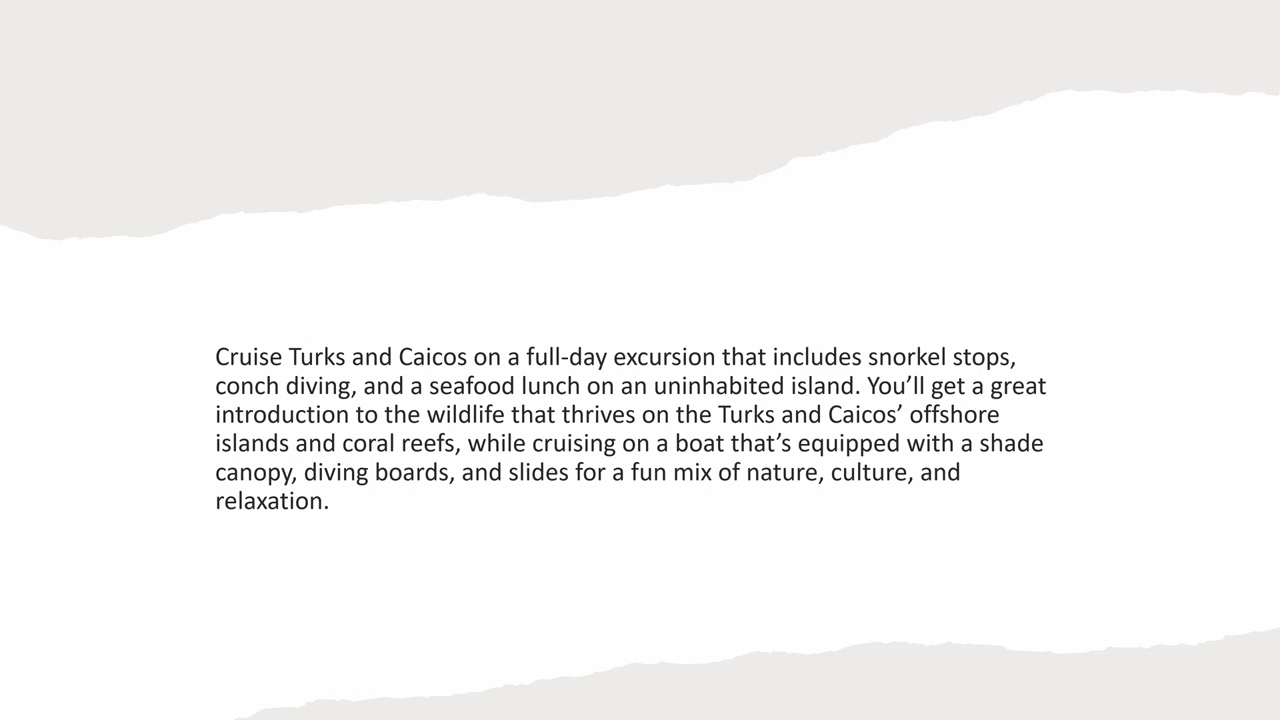 Cruise Turks and Caicos on a full-day excursion that includes snorkel stops,
conch diving, and a seafood lunch on an uninhabited island. You’ll get a great
introduction to the wildlife that thrives on the Turks and Caicos’ offshore
islands and coral reefs, while cruising on a boat that’s equipped with a shade
canopy, diving boards, and slides for a fun mix of nature, culture, and
relaxation.